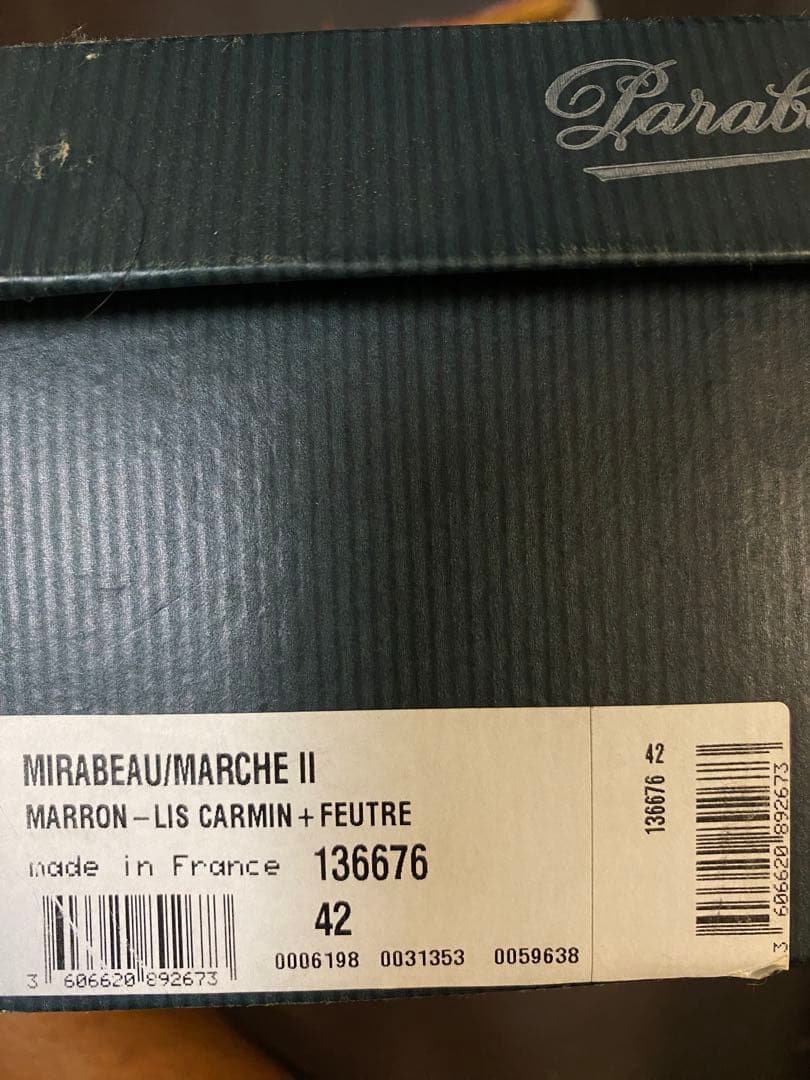 Parab
MIRABEAU/MARCHE II
MARRON – LIS CARMIN + FEUTRE
made in France 136676
42
0006198 0031353 0059638
3 606620 892673
136676 42
3 606620 892673